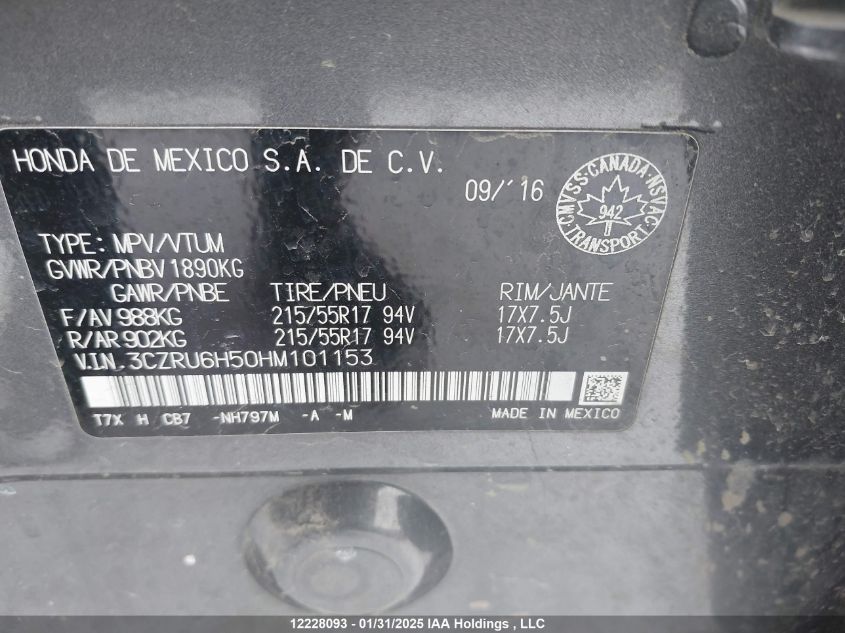 HONDA DE MEXICO S.A. DE C.V.
09/'16
CMVSS·CANADA·NSVAC
942
TRANSPORT
TYPE: MPV/VTUM
GVWR/PNBV 1890KG
GAWR/PNBE TIRE/PNEU RIM/JANTE
F/AV 988KG 215/55R17 94V 17X7.5J
R/AR 902KG 215/55R17 94V 17X7.5J
V.I.N. 3CZRU6H50HM101153
T7X H CB7 -NH797M -A -M MADE IN MEXICO
12228093 - 01/31/2025 IAA Holdings , LLC